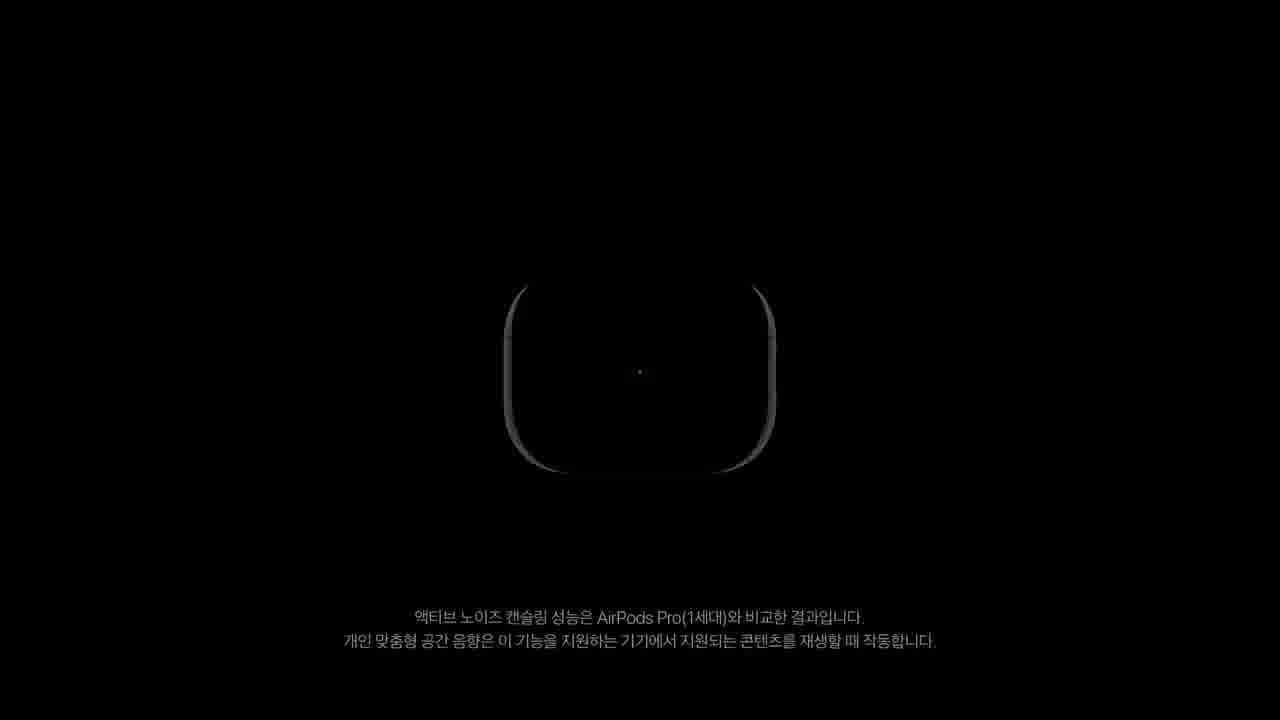 액티브 노이즈 캔슬링 성능은 AirPods Pro(1세대)와 비교한 결과입니다.
개인 맞춤형 공간 음향은 이 기능을 지원하는 기기에서 지원되는 콘텐츠를 재생할 때 작동합니다.